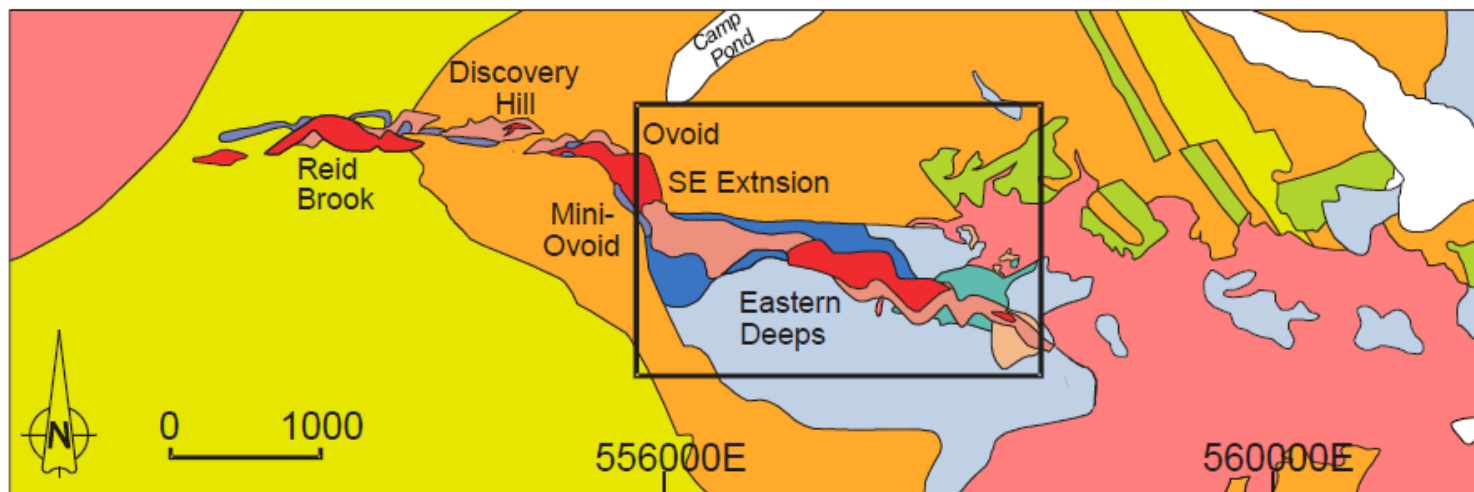 Camp
Pond
Discovery
Hill
Ovoid
SE Extnsion
Reid
Brook
Mini-
Ovoid
Eastern
Deeps
N
0 1000
556000E
560000E